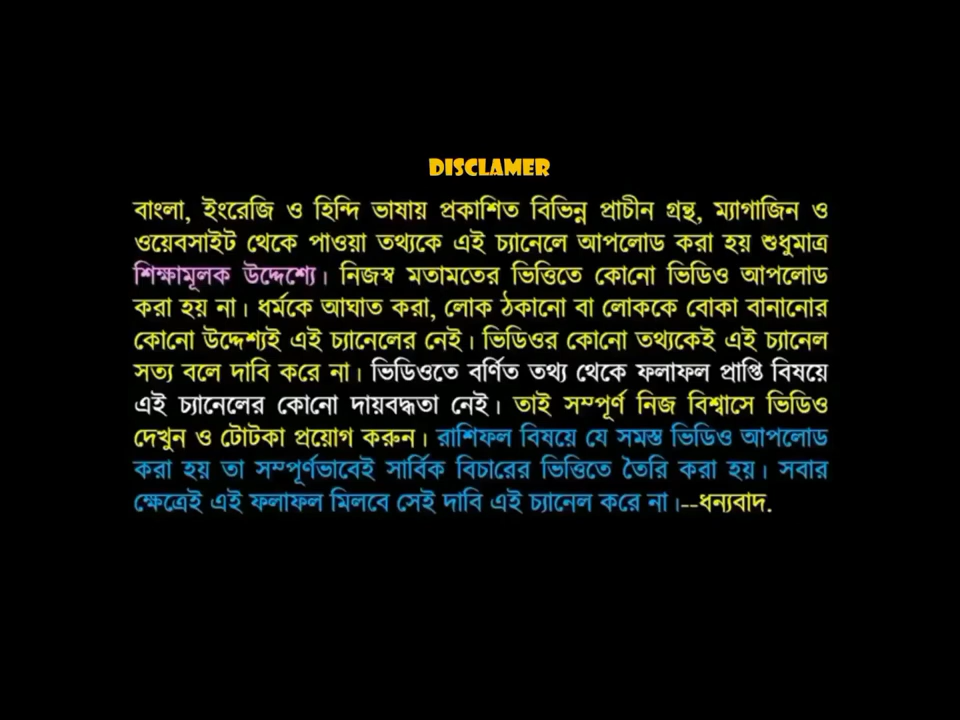 DISCLAMER
বাংলা, ইংরেজি ও হিন্দি ভাষায় প্রকাশিত বিভিন্ন প্রাচীন গ্রন্থ, ম্যাগাজিন ও
ওয়েবসাইট থেকে পাওয়া তথ্যকে এই চ্যানেলে আপলোড করা হয় শুধুমাত্র
শিক্ষামূলক উদ্দেশ্যে। নিজস্ব মতামতের ভিত্তিতে কোনো ভিডিও আপলোড
করা হয় না। ধর্মকে আঘাত করা, লোক ঠকানো বা লোককে বোকা বানানোর
কোনো উদ্দেশ্যই এই চ্যানেলের নেই। ভিডিওর কোনো তথ্যকেই এই চ্যানেল
সত্য বলে দাবি করে না। ভিডিওতে বর্ণিত তথ্য থেকে ফলাফল প্রাপ্তি বিষয়ে
এই চ্যানেলের কোনো দায়বদ্ধতা নেই। তাই সম্পূর্ণ নিজ বিশ্বাসে ভিডিও
দেখুন ও টোটকা প্রয়োগ করুন। রাশিফল বিষয়ে যে সমস্ত ভিডিও আপলোড
করা হয় তা সম্পূর্ণভাবেই সার্বিক বিচারের ভিত্তিতে তৈরি করা হয়। সবার
ক্ষেত্রেই এই ফলাফল মিলবে সেই দাবি এই চ্যানেল করে না।--ধন্যবাদ.